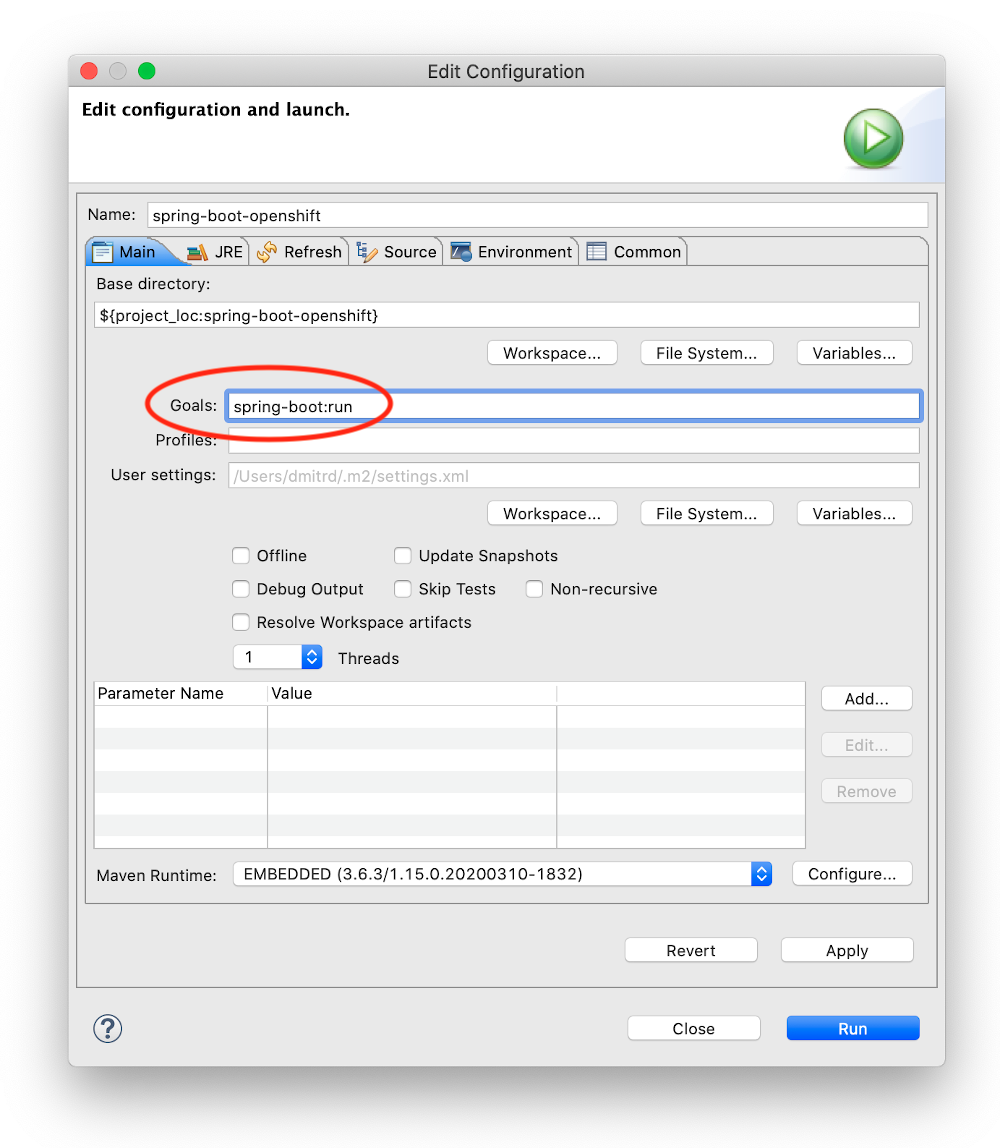 Edit Configuration
Edit configuration and launch.
Name: spring-boot-openshift
Main JRE Refresh Source Environment Common
Base directory:
${project_loc:spring-boot-openshift}
Workspace... File System... Variables...
Goals: spring-boot:run
Profiles:
User settings: /Users/dmitrd/.m2/settings.xml
Workspace... File System... Variables...
Offline Update Snapshots
Debug Output Skip Tests Non-recursive
Resolve Workspace artifacts
1 Threads
Parameter Name Value Add...
Edit...
Remove
Maven Runtime: EMBEDDED (3.6.3/1.15.0.20200310-1832) Configure...
Revert Apply
? Close Run